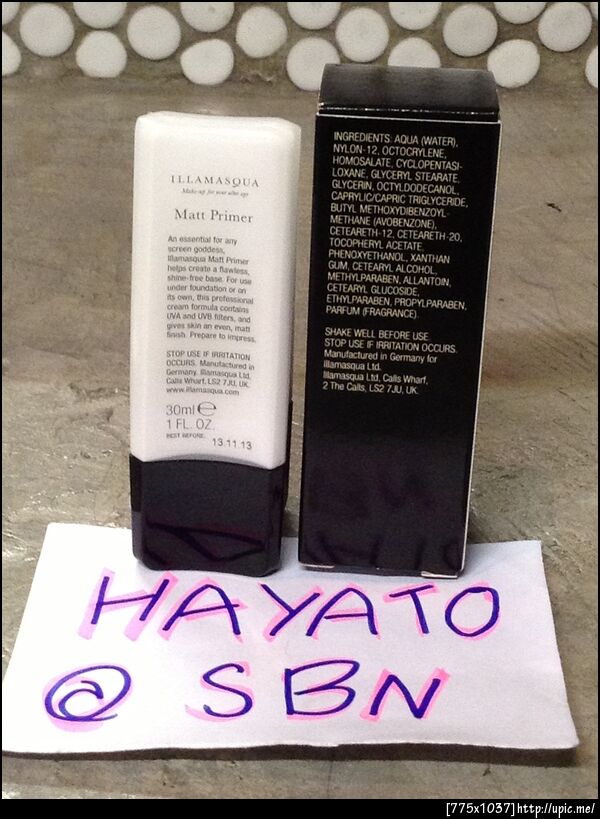 ILLAMASQUA
Make-up for your alter ego
Matt Primer
An essential for any
screen goddess,
Illamasqua Matt Primer
helps create a flawless,
shine-free base. For use
under foundation or on
its own, this professional
cream formula contains
UVA and UVB filters, and
gives skin an even, matt
finish. Prepare to impress.
STOP USE IF IRRITATION
OCCURS. Manufactured in
Germany. Illamasqua Ltd,
Calls Wharf, LS2 7JU, UK.
www.illamasqua.com
30ml ℮
1 FL. OZ.
BEST BEFORE: 13.11.13
INGREDIENTS: AQUA (WATER),
NYLON-12, OCTOCRYLENE,
HOMOSALATE, CYCLOPENTASI-
LOXANE, GLYCERYL STEARATE,
GLYCERIN, OCTYLDODECANOL,
CAPRYLIC/CAPRIC TRIGLYCERIDE,
BUTYL METHOXYDIBENZOYL-
METHANE (AVOBENZONE),
CETEARETH-12, CETEARETH-20,
TOCOPHERYL ACETATE,
PHENOXYETHANOL, XANTHAN
GUM, CETEARYL ALCOHOL,
METHYLPARABEN, ALLANTOIN,
CETEARYL GLUCOSIDE,
ETHYLPARABEN, PROPYLPARABEN,
PARFUM (FRAGRANCE).
SHAKE WELL BEFORE USE.
STOP USE IF IRRITATION OCCURS.
Manufactured in Germany for
Illamasqua Ltd.
Illamasqua Ltd, Calls Wharf,
2 The Calls, LS2 7JU, UK.
HAYATO
@ SBN
[775x1037]http://upic.me/